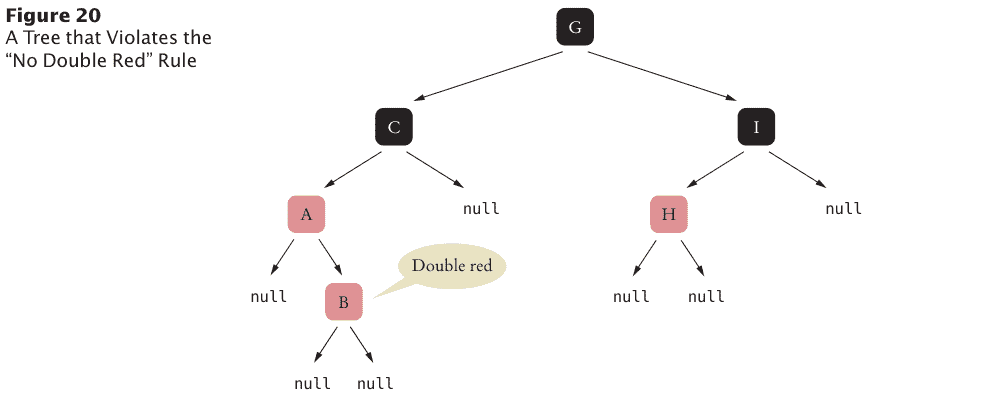 Figure 20
A Tree that Violates the
“No Double Red” Rule
G
C
I
A
null
H
null
Double red
null
B
null
null
null
null